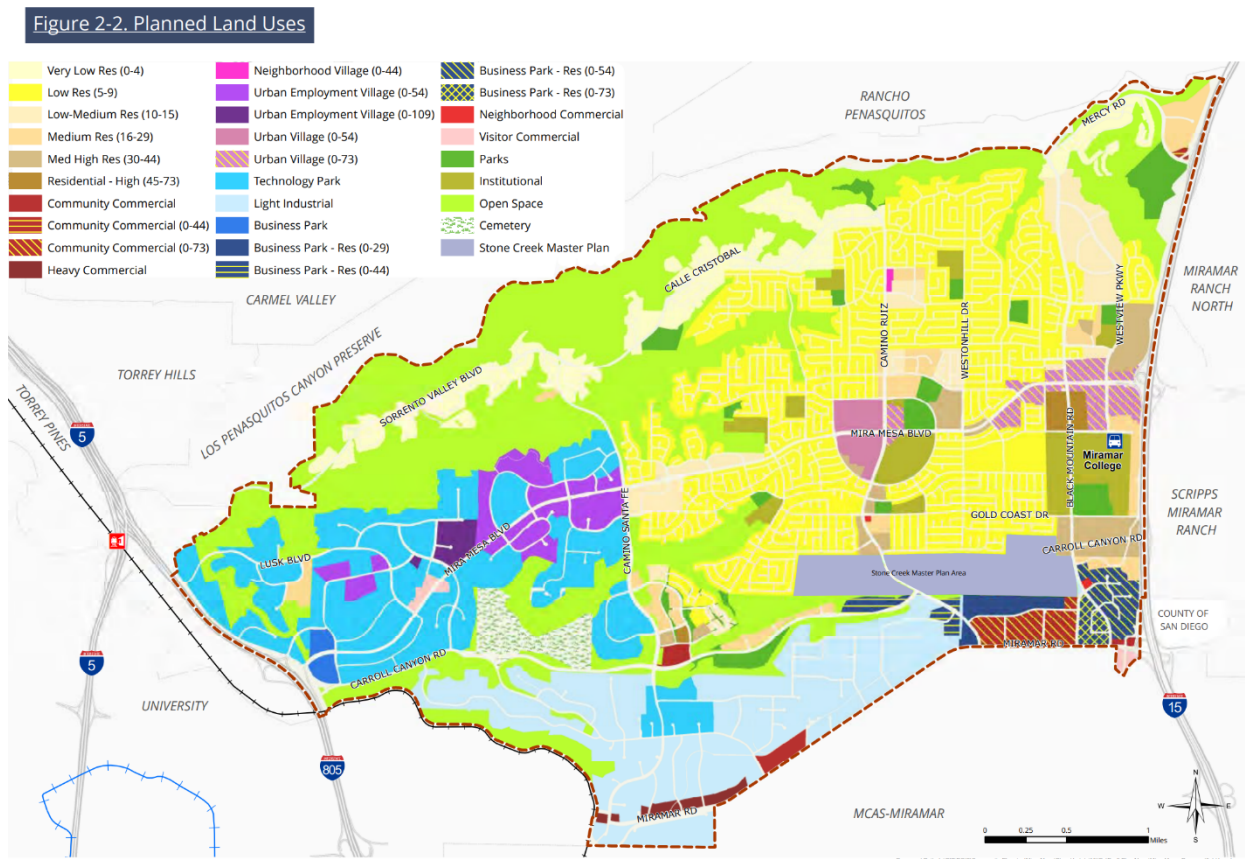 Figure 2-2. Planned Land Uses
Very Low Res (0-4)
Low Res (5-9)
Low-Medium Res (10-15)
Medium Res (16-29)
Med High Res (30-44)
Residential - High (45-73)
Community Commercial
Community Commercial (0-44)
Community Commercial (0-73)
Heavy Commercial
Neighborhood Village (0-44)
Urban Employment Village (0-54)
Urban Employment Village (0-109)
Urban Village (0-54)
Urban Village (0-73)
Technology Park
Light Industrial
Business Park
Business Park - Res (0-29)
Business Park - Res (0-44)
Business Park - Res (0-54)
Business Park - Res (0-73)
Neighborhood Commercial
Visitor Commercial
Parks
Institutional
Open Space
Cemetery
Stone Creek Master Plan
RANCHO
PENASQUITOS
MERCY RD
CARMEL VALLEY
CALLE CRISTOBAL
MIRAMAR
RANCH
NORTH
WESTVIEW PKWY
CAMINO RUIZ
WESTONHILL DR
TORREY HILLS
LOS PENASQUITOS CANYON PRESERVE
SORRENTO VALLEY BLVD
TORREY PINES
5
MIRA MESA BLVD
BLACK MOUNTAIN RD
Miramar
College
SCRIPPS
MIRAMAR
RANCH
CAMINO SANTA FE
GOLD COAST DR
MIRA MESA BLVD
LUSK BLVD
CARROLL CANYON RD
Stone Creek Master Plan Area
COUNTY OF
SAN DIEGO
MIRAMAR RD
CARROLL CANYON RD
5
UNIVERSITY
15
805
MIRAMAR RD
MCAS-MIRAMAR
N
W
E
S
0
0.25
0.5
1
Miles